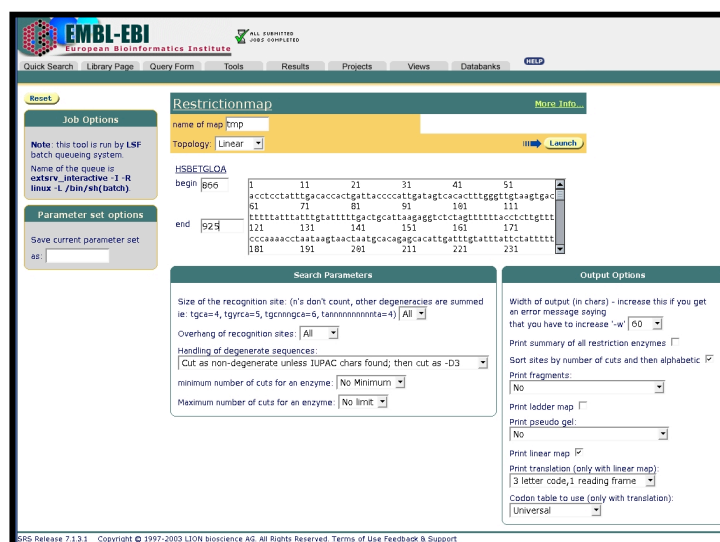 EMBL-EBI
European Bioinformatics Institute
ALL SUBMITTED
JOBS COMPLETED
Quick Search Library Page Query Form Tools Results Projects Views Databanks HELP
Reset
Job Options
Note: this tool is run by LSF
batch queueing system.
Name of the queue is
extsrv_interactive -I -R
linux -L /bin/sh(batch).
Parameter set options
Save current parameter set
as:
Restrictionmap More Info...
name of map tmp
Topology: Linear Launch
HSBETGLOA
begin 866
end 925
1 11 21 31 41 51
acctcctatttgacaccactgattaccccattgatagtcacactttgggttgtaagtgac
61 71 81 91 101 111
tttttatttatttgtatttttgactgcattaagaggtctctagtttttttacctcttgttt
121 131 141 151 161 171
cccaaaacctaataagtaactaatgcacagagcacattgatttgtatttattctatttttt
181 191 201 211 221 231
Search Parameters
Size of the recognition site: (n's don't count, other degeneracies are summed
ie: tgca=4, tgyrca=5, tgcnnngca=6, tannnnnnnnnnta=4) All
Overhang of recognition sites: All
Handling of degenerate sequences:
Cut as non-degenerate unless IUPAC chars found; then cut as -D3
minimum number of cuts for an enzyme: No Minimum
Maximum number of cuts for an enzyme: No limit
Output Options
Width of output (in chars) - increase this if you get
an error message saying
that you have to increase '-w' 60
Print summary of all restriction enzymes
Sort sites by number of cuts and then alphabetic
Print fragments:
No
Print ladder map
Print pseudo gel:
No
Print linear map
Print translation (only with linear map):
3 letter code,1 reading frame
Codon table to use (only with translation):
Universal
SRS Release 7.1.3.1 Copyright © 1997-2003 LION bioscience AG. All Rights Reserved. Terms of Use Feedback & Support